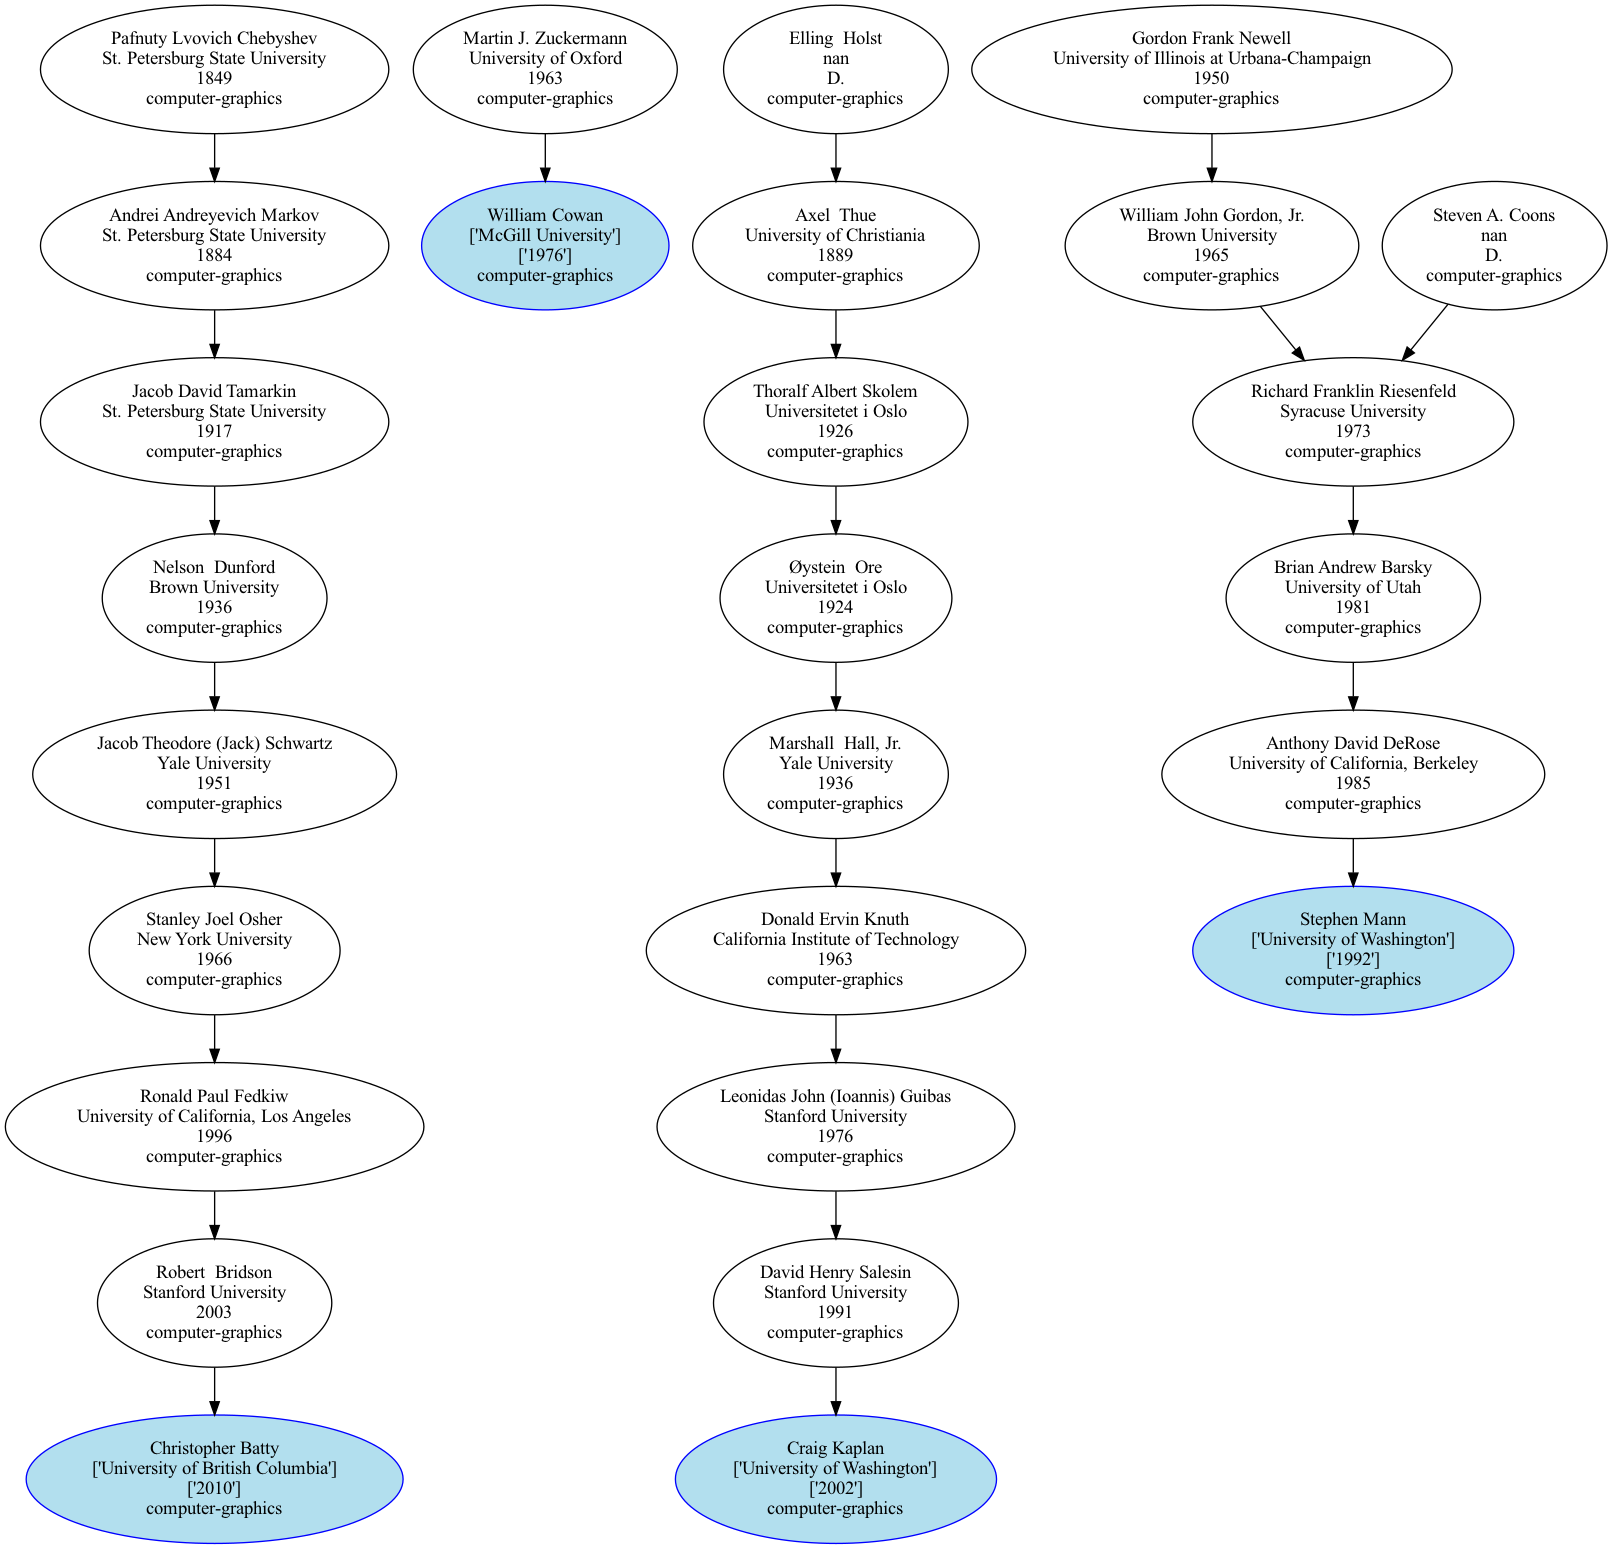 Pafnuty Lvovich Chebyshev
St. Petersburg State University
1849
computer-graphics
Martin J. Zuckermann
University of Oxford
1963
computer-graphics
Elling  Holst
nan
D.
computer-graphics
Gordon Frank Newell
University of Illinois at Urbana-Champaign
1950
computer-graphics
Andrei Andreyevich Markov
St. Petersburg State University
1884
computer-graphics
William Cowan
['McGill University']
['1976']
computer-graphics
Axel  Thue
University of Christiania
1889
computer-graphics
William John Gordon, Jr.
Brown University
1965
computer-graphics
Steven A. Coons
nan
D.
computer-graphics
Jacob David Tamarkin
St. Petersburg State University
1917
computer-graphics
Thoralf Albert Skolem
Universitetet i Oslo
1926
computer-graphics
Richard Franklin Riesenfeld
Syracuse University
1973
computer-graphics
Nelson  Dunford
Brown University
1936
computer-graphics
Øystein  Ore
Universitetet i Oslo
1924
computer-graphics
Brian Andrew Barsky
University of Utah
1981
computer-graphics
Jacob Theodore (Jack) Schwartz
Yale University
1951
computer-graphics
Marshall  Hall, Jr.
Yale University
1936
computer-graphics
Anthony David DeRose
University of California, Berkeley
1985
computer-graphics
Stanley Joel Osher
New York University
1966
computer-graphics
Donald Ervin Knuth
California Institute of Technology
1963
computer-graphics
Stephen Mann
['University of Washington']
['1992']
computer-graphics
Ronald Paul Fedkiw
University of California, Los Angeles
1996
computer-graphics
Leonidas John (Ioannis) Guibas
Stanford University
1976
computer-graphics
Robert  Bridson
Stanford University
2003
computer-graphics
David Henry Salesin
Stanford University
1991
computer-graphics
Christopher Batty
['University of British Columbia']
['2010']
computer-graphics
Craig Kaplan
['University of Washington']
['2002']
computer-graphics